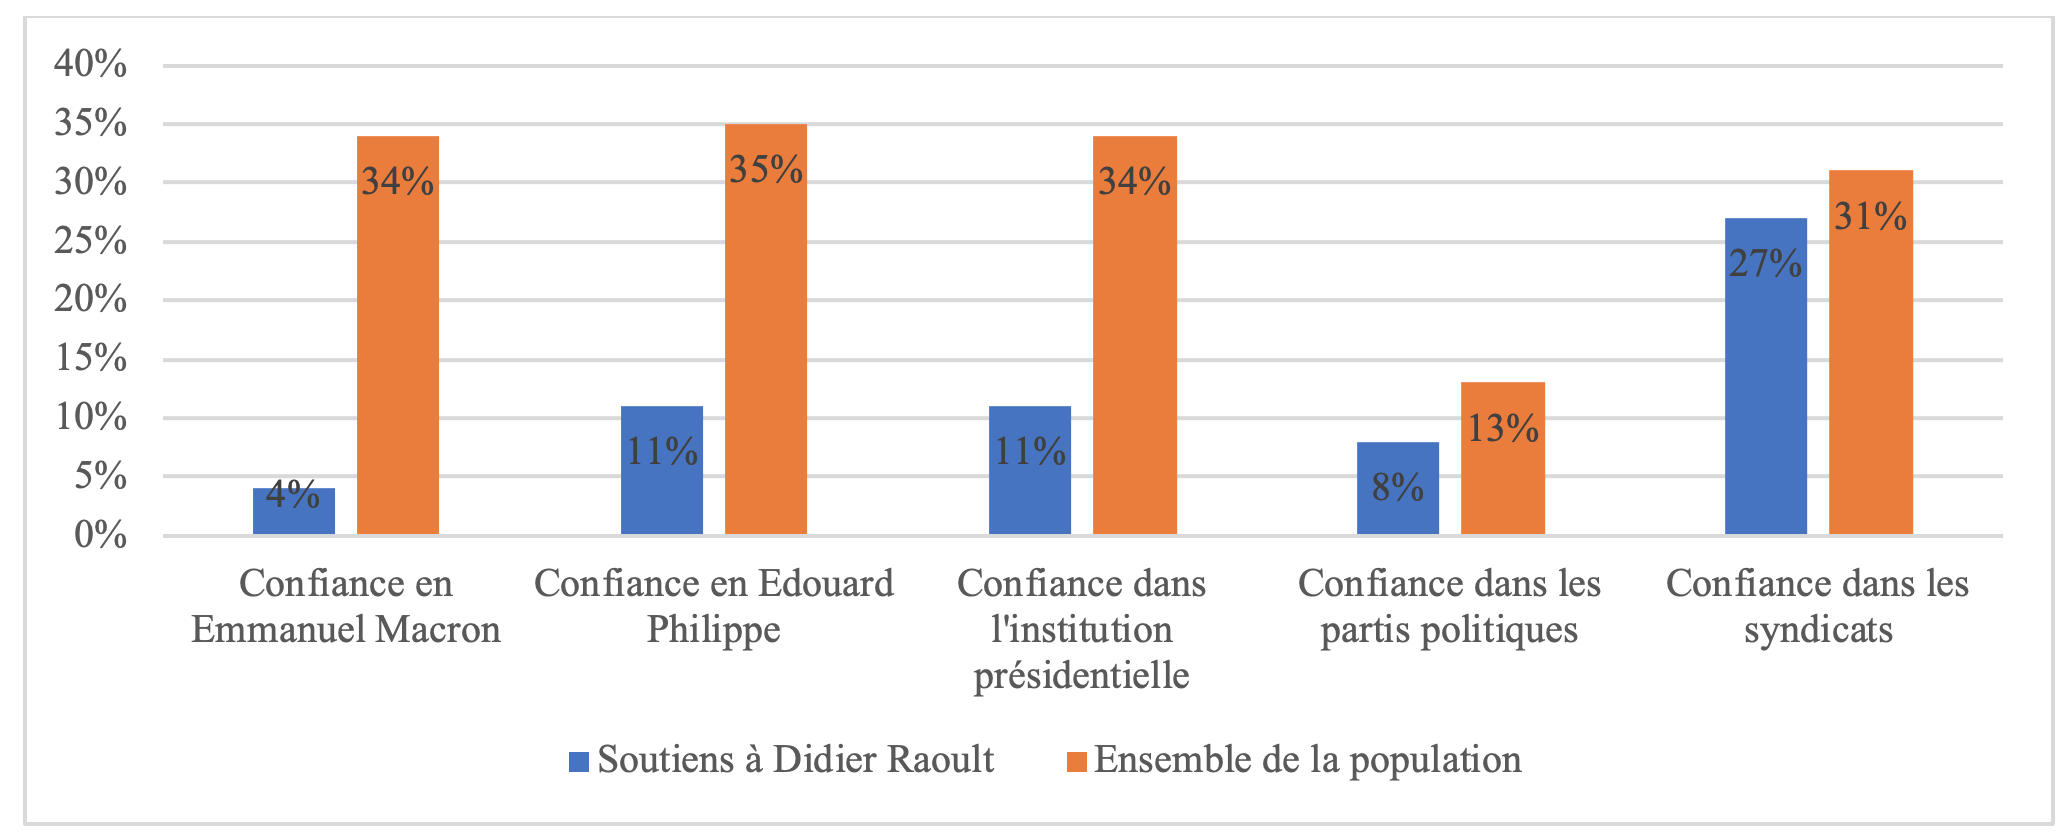 40%
35%
30%
25%
20%
15%
10%
5%
0%
4%
34%
11%
35%
11%
34%
8%
13%
27%
31%
Confiance en
Emmanuel Macron
Confiance en Edouard
Philippe
Confiance dans
l'institution
présidentielle
Confiance dans les
partis politiques
Confiance dans les
syndicats
Soutiens à Didier Raoult
Ensemble de la population